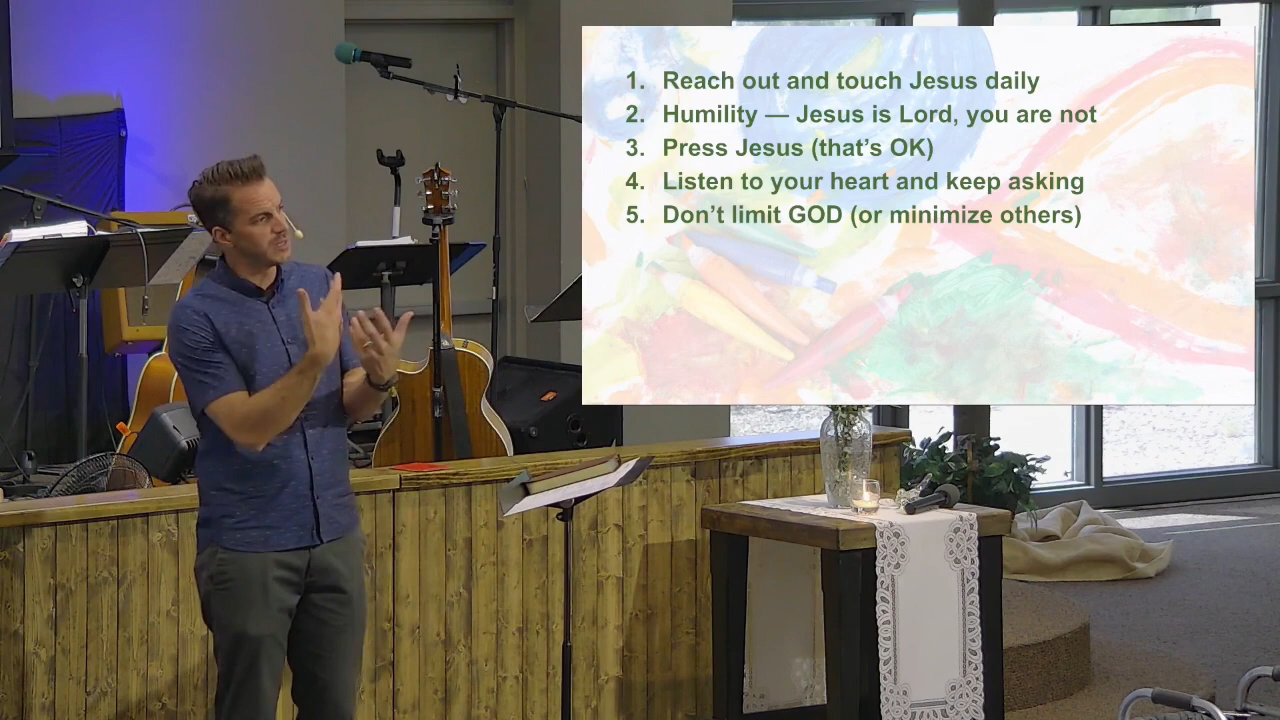 1. Reach out and touch Jesus daily
2. Humility — Jesus is Lord, you are not
3. Press Jesus (that’s OK)
4. Listen to your heart and keep asking
5. Don’t limit GOD (or minimize others)